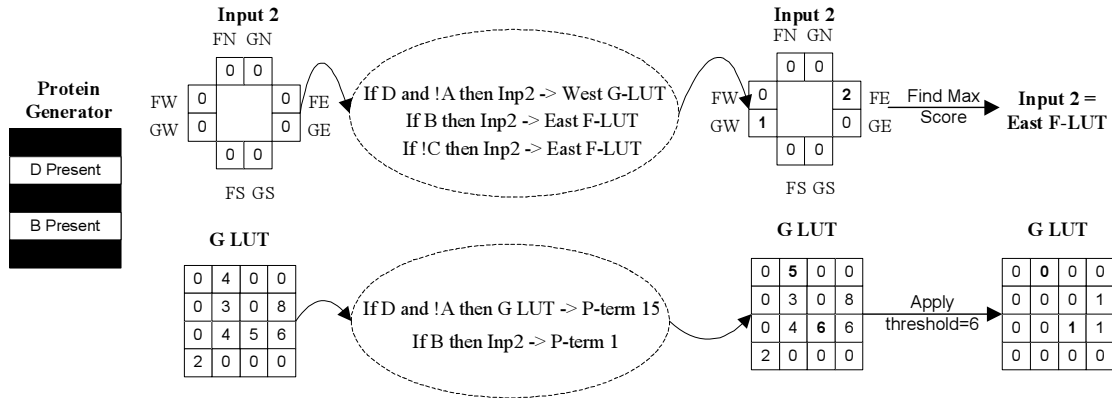 Input 2
FN GN
0 0
FW 0 0 FE
GW 0 0 GE
0 0
FS GS
Protein
Generator
D Present
B Present
If D and !A then Inp2 -> West G-LUT
If B then Inp2 -> East F-LUT
If !C then Inp2 -> East F-LUT
Input 2
FN GN
0 0
FW 0 2 FE
GW 1 0 GE
0 0
FS GS
Find Max
Score
Input 2 =
East F-LUT
G LUT
0 4 0 0
0 3 0 8
0 4 5 6
2 0 0 0
If D and !A then G LUT -> P-term 15
If B then Inp2 -> P-term 1
G LUT
0 5 0 0
0 3 0 8
0 4 6 6
2 0 0 0
Apply
threshold=6
G LUT
0 0 0 0
0 0 0 1
0 0 1 1
0 0 0 0